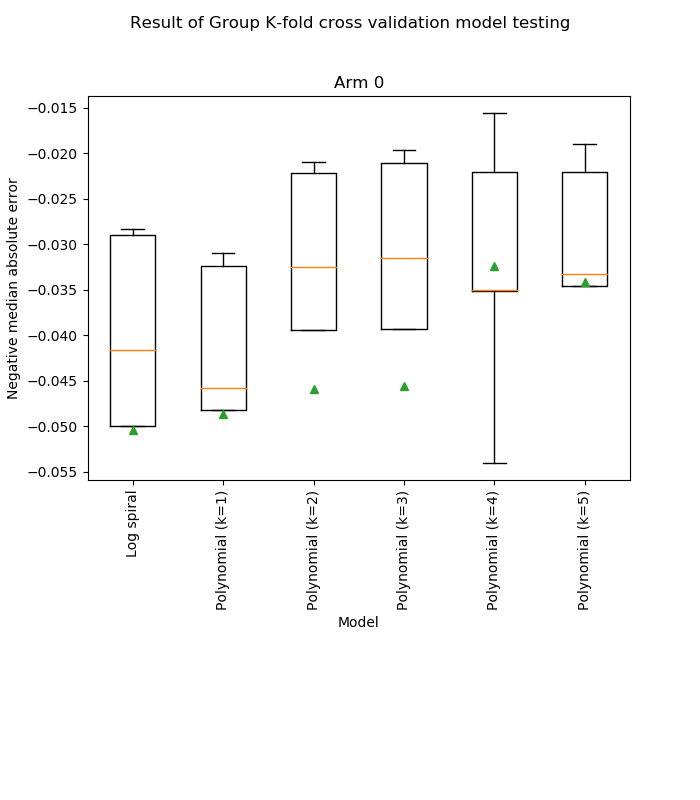 Result of Group K-fold cross validation model testing
Arm 0
−0.015
−0.020
−0.025
−0.030
−0.035
−0.040
−0.045
−0.050
−0.055
Negative median absolute error
Log spiral
Polynomial (k=1)
Polynomial (k=2)
Polynomial (k=3)
Polynomial (k=4)
Polynomial (k=5)
Model